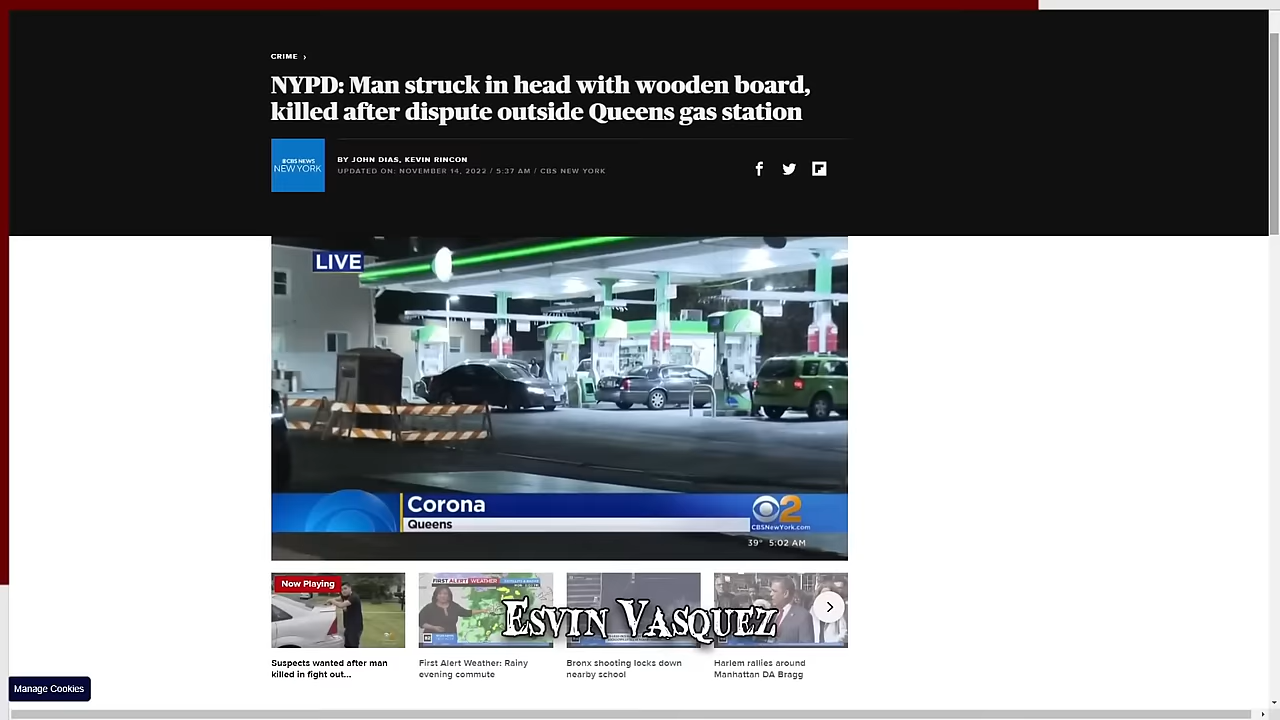 CRIME ›
NYPD: Man struck in head with wooden board,
killed after dispute outside Queens gas station
CBS NEWS
NEW YORK
BY JOHN DIAS, KEVIN RINCON
UPDATED ON: NOVEMBER 14, 2022 / 5:37 AM / CBS NEW YORK
LIVE
Corona
Queens
2
CBSNewYork.com
39° 5:02 AM
Now Playing
FIRST ALERT WEATHER
ESVIN VASQUEZ
Suspects wanted after man
killed in fight out...
First Alert Weather: Rainy
evening commute
Bronx shooting locks down
nearby school
Harlem rallies around
Manhattan DA Bragg
Manage Cookies